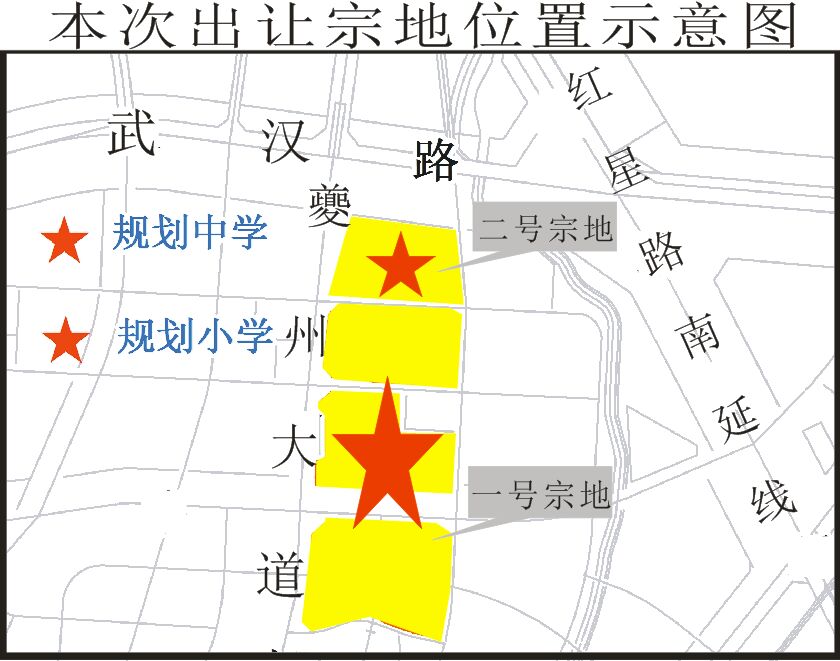 本次出让宗地位置示意图
武汉路
红星路南延线
夔州大道
二号宗地
规划中学
规划小学
一号宗地